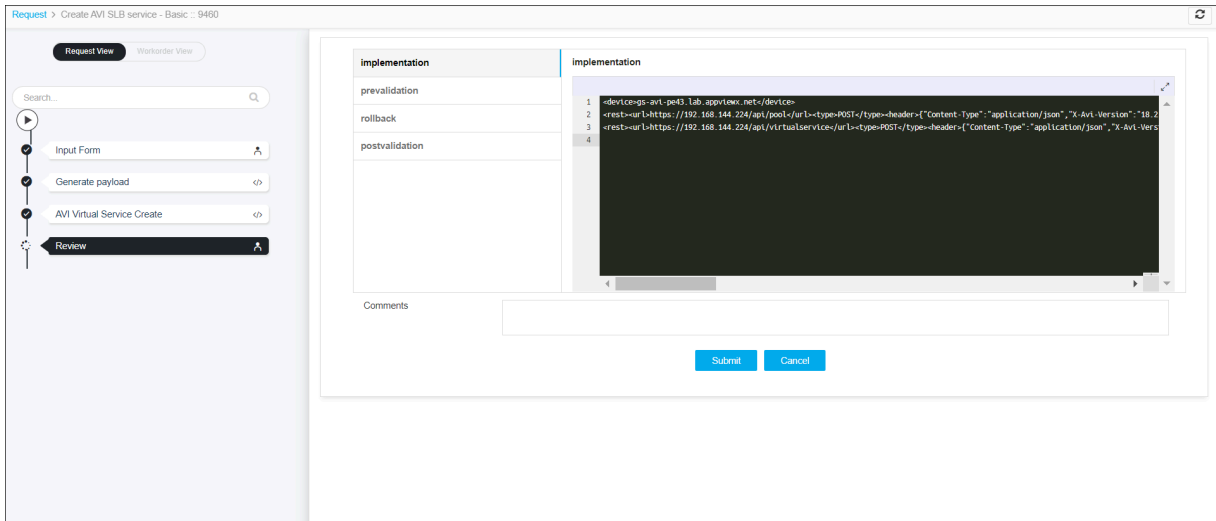 Request > Create AVI SLB service - Basic :: 9460
Request View
Workorder View
Search...
Input Form
Generate payload
</>
AVI Virtual Service Create
</>
Review
implementation
prevalidation
rollback
postvalidation
implementation
1 <device>gs-avi-pe43.lab.appviewx.net</device>
2 <rest><url>https://192.168.144.224/api/pool</url><type>POST</type><header>{"Content-Type":"application/json","X-Avi-Version":"18.2
3 <rest><url>https://192.168.144.224/api/virtualservice</url><type>POST</type><header>{"Content-Type":"application/json","X-Avi-Vers
4
Comments
Submit
Cancel